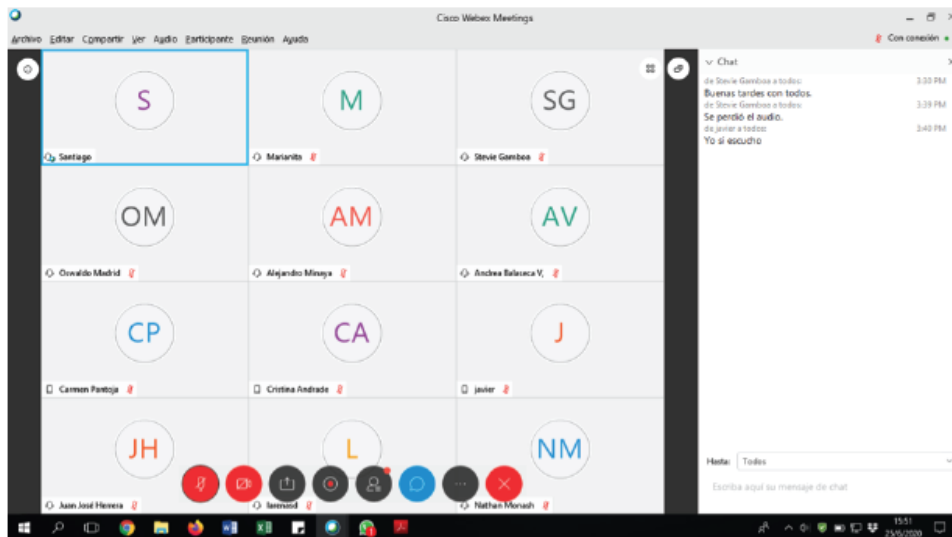 Cisco Webex Meetings
Archivo Editar Compartir Ver Audio Participante Reunión Ayuda
Con conexión
S
Santiago
M
Marianita
SG
Stevie Gamboa
OM
Oswaldo Madrid
AM
Alejandro Minaya
AV
Andrea Balseca V,
CP
Carmen Pantoja
CA
Cristina Andrade
J
javier
JH
Juan José Herrera
L
NM
Nathan Monash
Chat
de Stevie Gamboa a todos: 3:30 PM
Buenas tardes con todos.
de Stevie Gamboa a todos: 3:39 PM
Se perdió el audio.
de javier a todos: 3:40 PM
Yo si escucho
Hasta: Todos
Escriba aquí su mensaje de chat
15:51
25/6/2020